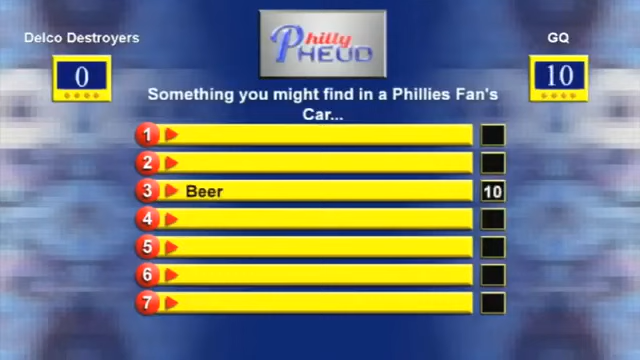 Delco Destroyers
Philly
PHEUD
GQ
0
10
Something you might find in a Phillies Fan's
Car...
1
2
3 Beer 10
4
5
6
7